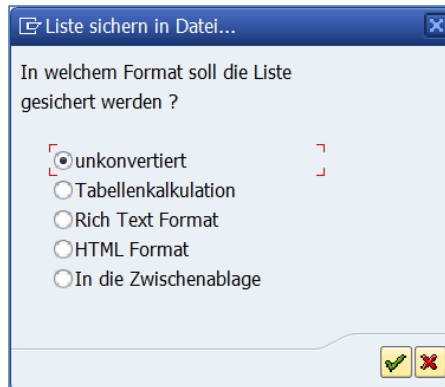 Liste sichern in Datei...
In welchem Format soll die Liste
gesichert werden ?
unkonvertiert
Tabellenkalkulation
Rich Text Format
HTML Format
In die Zwischenablage